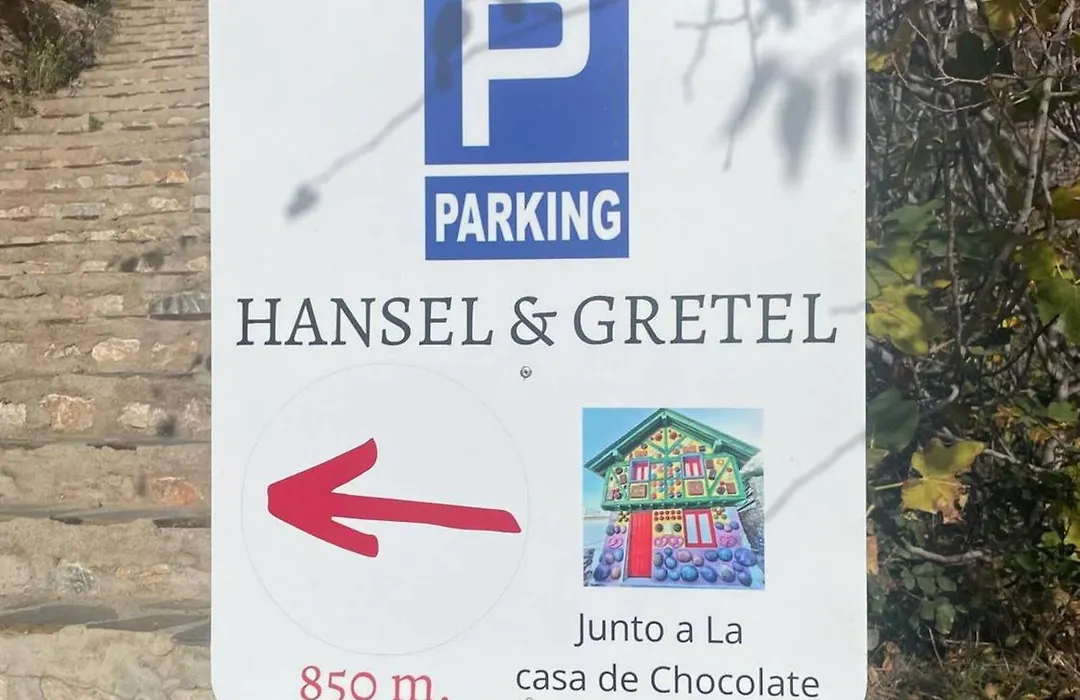 P
PARKING
HANSEL & GRETEL
850 m.
Junto a La
casa de Chocolate